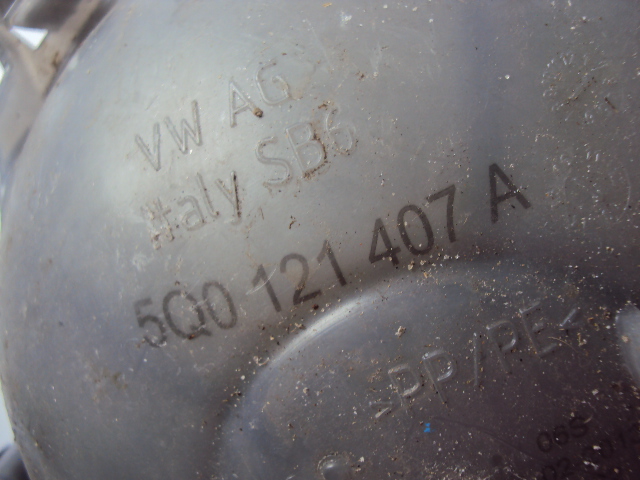 VW AG
Italy SB6
5Q0 121 407 A
>PP/PE<